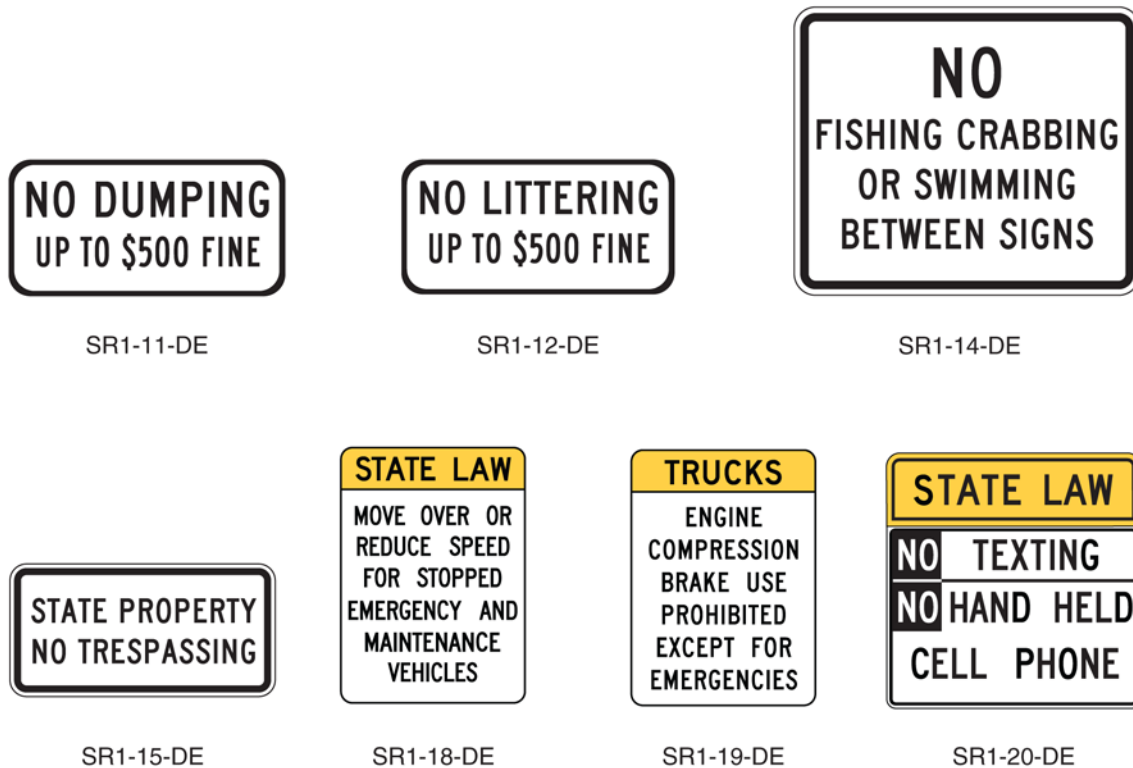 NO DUMPING
UP TO $500 FINE
SR1-11-DE
NO LITTERING
UP TO $500 FINE
SR1-12-DE
NO
FISHING CRABBING
OR SWIMMING
BETWEEN SIGNS
SR1-14-DE
STATE PROPERTY
NO TRESPASSING
SR1-15-DE
STATE LAW
MOVE OVER OR
REDUCE SPEED
FOR STOPPED
EMERGENCY AND
MAINTENANCE
VEHICLES
SR1-18-DE
TRUCKS
ENGINE
COMPRESSION
BRAKE USE
PROHIBITED
EXCEPT FOR
EMERGENCIES
SR1-19-DE
STATE LAW
NO TEXTING
NO HAND HELD
CELL PHONE
SR1-20-DE